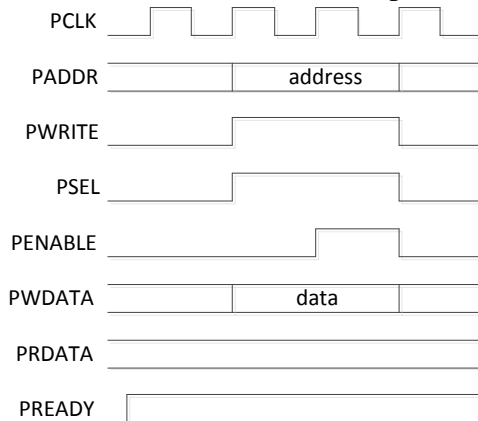 PCLK
PADDR address
PWRITE
PSEL
PENABLE
PWDATA data
PRDATA
PREADY